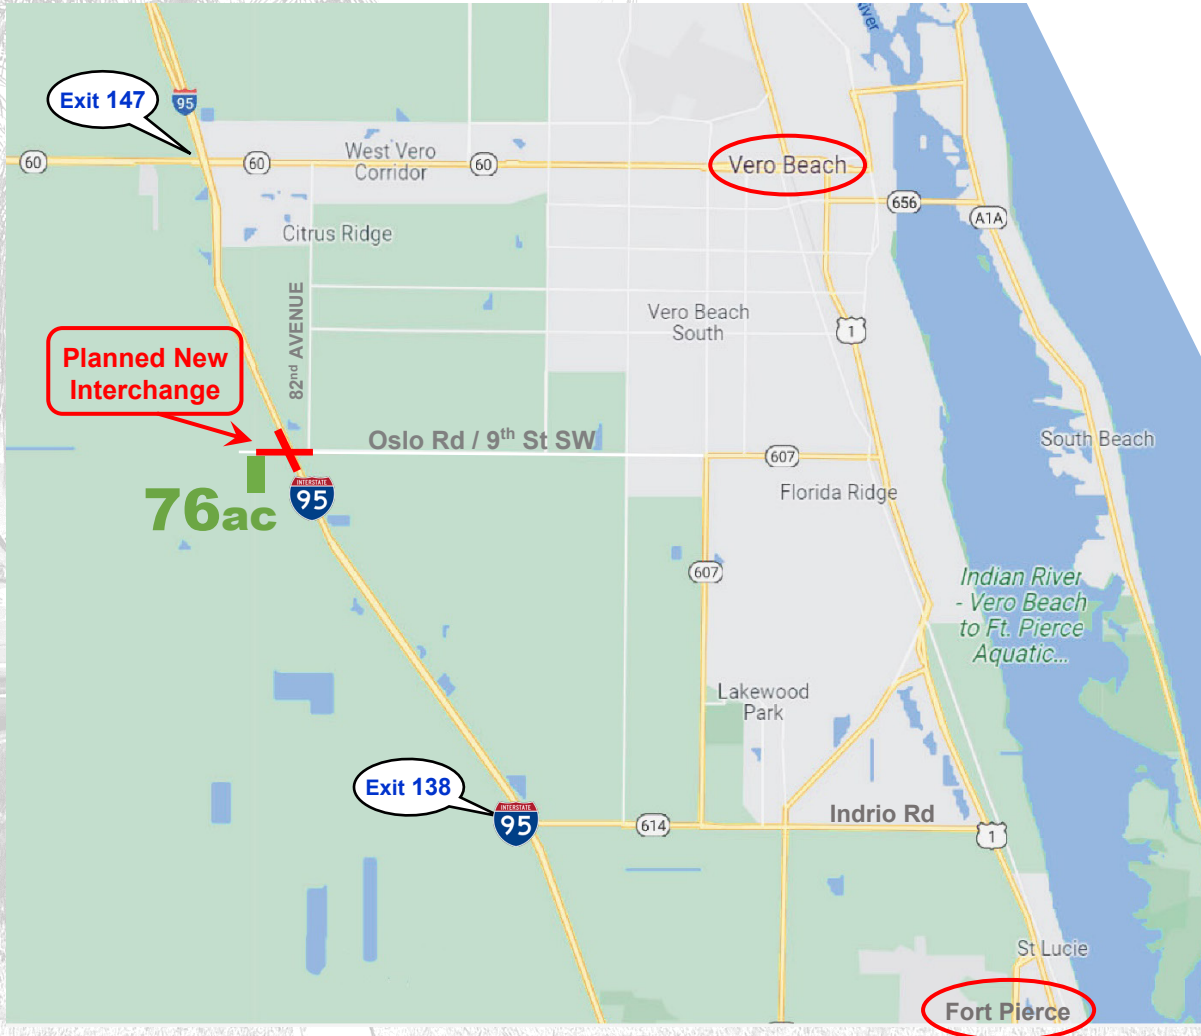 River
Exit 147
95
60
60
West Vero
Corridor
60
Vero Beach
656
A1A
Citrus Ridge
82nd AVENUE
Vero Beach
South
1
Planned New
Interchange
Oslo Rd / 9th St SW
607
South Beach
76ac
INTERSTATE
95
Florida Ridge
607
Indian River
- Vero Beach
to Ft. Pierce
Aquatic...
Lakewood
Park
Exit 138
INTERSTATE
95
614
Indrio Rd
1
St Lucie
Fort Pierce